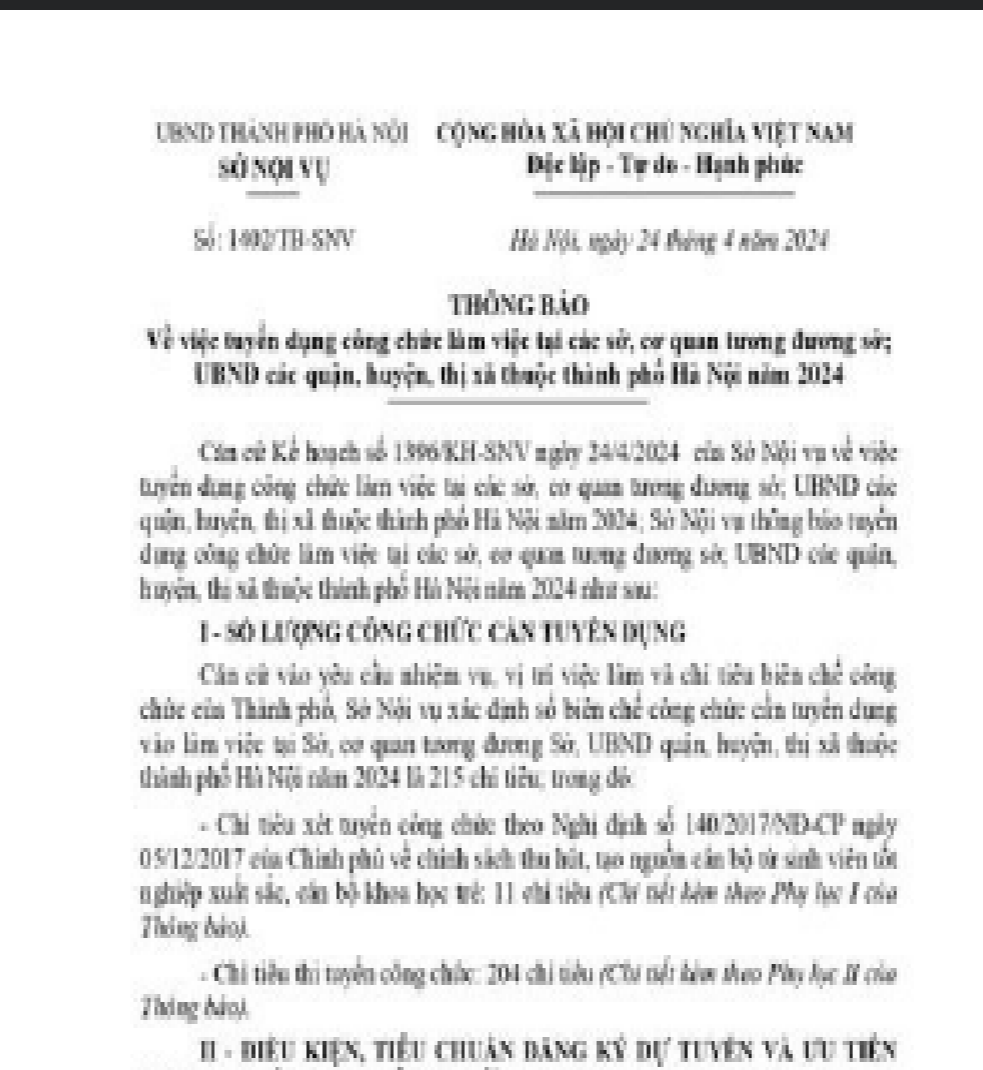 UBND THÀNH PHỐ HÀ NỘI
SỞ NỘI VỤ
CỘNG HÒA XÃ HỘI CHỦ NGHĨA VIỆT NAM
Độc lập - Tự do - Hạnh phúc
Số: 1402/TB-SNV
Hà Nội, ngày 24 tháng 4 năm 2024
THÔNG BÁO
Về việc tuyển dụng công chức làm việc tại các sở, cơ quan tương đương sở;
UBND các quận, huyện, thị xã thuộc thành phố Hà Nội năm 2024
Căn cứ Kế hoạch số 1396/KH-SNV ngày 24/4/2024 của Sở Nội vụ về việc
tuyển dụng công chức làm việc tại các sở, cơ quan tương đương sở; UBND các
quận, huyện, thị xã thuộc thành phố Hà Nội năm 2024; Sở Nội vụ thông báo tuyển
dụng công chức làm việc tại các sở, cơ quan tương đương sở; UBND các quận,
huyện, thị xã thuộc thành phố Hà Nội năm 2024 như sau:
I - SỐ LƯỢNG CÔNG CHỨC CẦN TUYỂN DỤNG
Căn cứ vào yêu cầu nhiệm vụ, vị trí việc làm và chỉ tiêu biên chế công
chức của Thành phố, Sở Nội vụ xác định số biên chế công chức cần tuyển dụng
vào làm việc tại Sở, cơ quan tương đương Sở, UBND quận, huyện, thị xã thuộc
thành phố Hà Nội năm 2024 là 215 chỉ tiêu, trong đó:
- Chỉ tiêu xét tuyển công chức theo Nghị định số 140/2017/NĐ-CP ngày
05/12/2017 của Chính phủ về chính sách thu hút, tạo nguồn cán bộ từ sinh viên tốt
nghiệp xuất sắc, cán bộ khoa học trẻ: 11 chỉ tiêu (Chi tiết kèm theo Phụ lục I của
Thông báo).
- Chỉ tiêu thi tuyển công chức: 204 chỉ tiêu (Chi tiết kèm theo Phụ lục II của
Thông báo).
II - ĐIỀU KIỆN, TIÊU CHUẨN ĐĂNG KÝ DỰ TUYỂN VÀ ƯU TIÊN